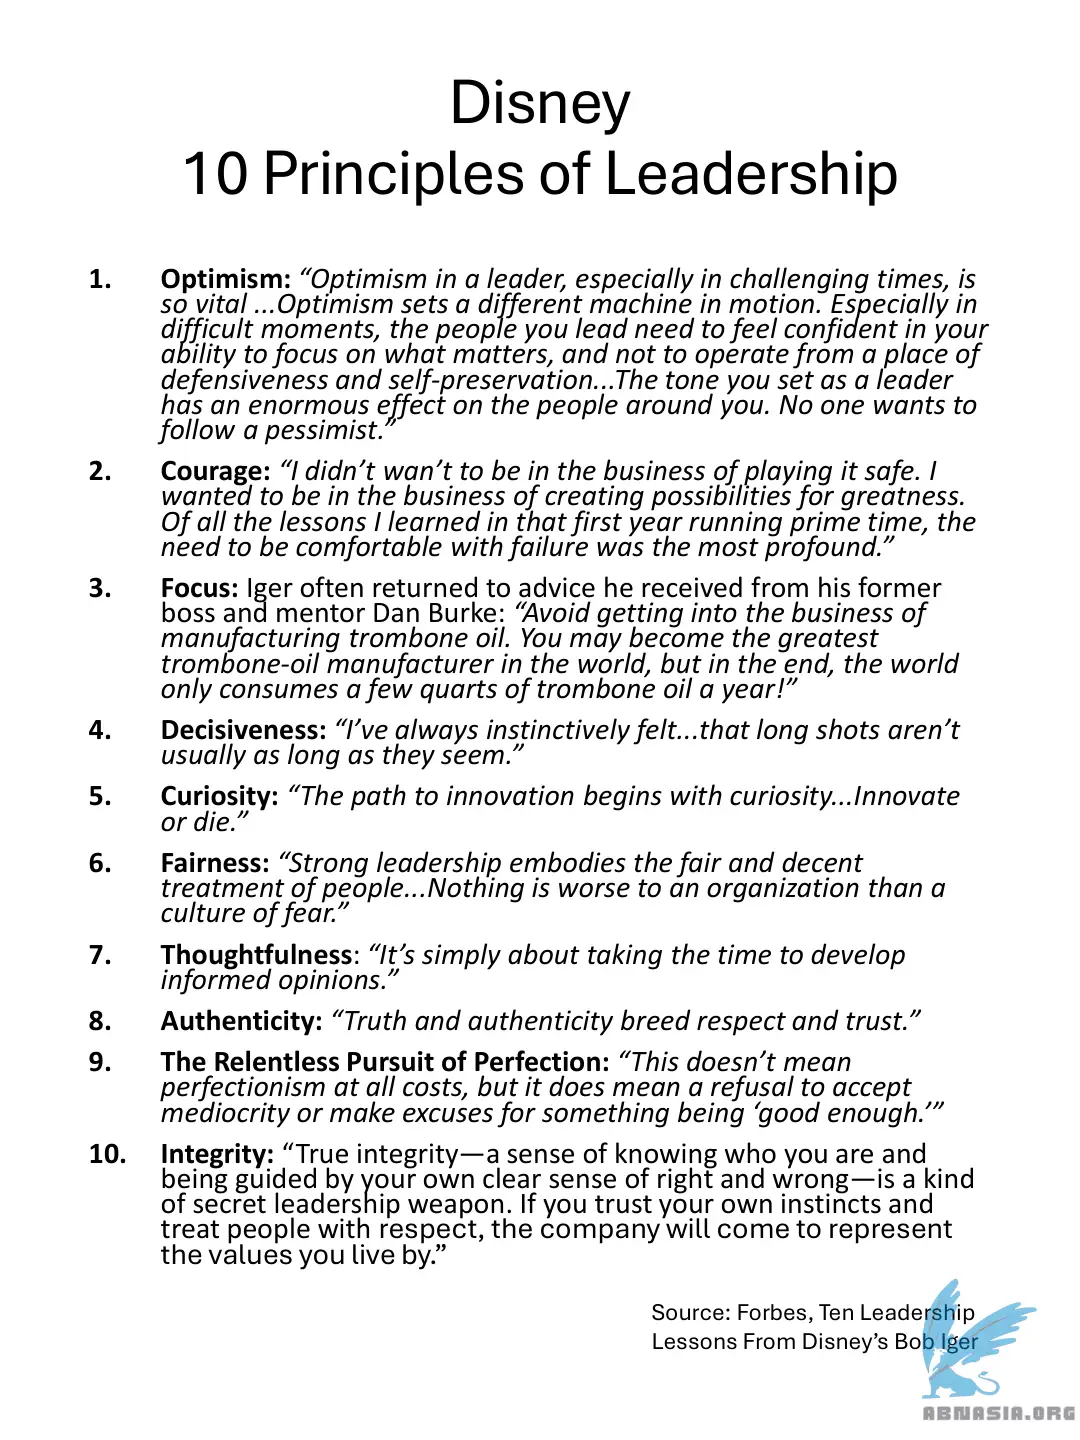 Disney
10 Principles of Leadership
1. Optimism: “Optimism in a leader, especially in challenging times, is
so vital ...Optimism sets a different machine in motion. Especially in
difficult moments, the people you lead need to feel confident in your
ability to focus on what matters, and not to operate from a place of
defensiveness and self-preservation...The tone you set as a leader
has an enormous effect on the people around you. No one wants to
follow a pessimist.”
2. Courage: “I didn’t wan’t to be in the business of playing it safe. I
wanted to be in the business of creating possibilities for greatness.
Of all the lessons I learned in that first year running prime time, the
need to be comfortable with failure was the most profound.”
3. Focus: Iger often returned to advice he received from his former
boss and mentor Dan Burke: “Avoid getting into the business of
manufacturing trombone oil. You may become the greatest
trombone-oil manufacturer in the world, but in the end, the world
only consumes a few quarts of trombone oil a year!”
4. Decisiveness: “I’ve always instinctively felt...that long shots aren’t
usually as long as they seem.”
5. Curiosity: “The path to innovation begins with curiosity...Innovate
or die.”
6. Fairness: “Strong leadership embodies the fair and decent
treatment of people...Nothing is worse to an organization than a
culture of fear.”
7. Thoughtfulness: “It’s simply about taking the time to develop
informed opinions.”
8. Authenticity: “Truth and authenticity breed respect and trust.”
9. The Relentless Pursuit of Perfection: “This doesn’t mean
perfectionism at all costs, but it does mean a refusal to accept
mediocrity or make excuses for something being ‘good enough.’”
10. Integrity: “True integrity—a sense of knowing who you are and
being guided by your own clear sense of right and wrong—is a kind
of secret leadership weapon. If you trust your own instincts and
treat people with respect, the company will come to represent
the values you live by.”
Source: Forbes, Ten Leadership
Lessons From Disney’s Bob Iger
ABNASIA.ORG